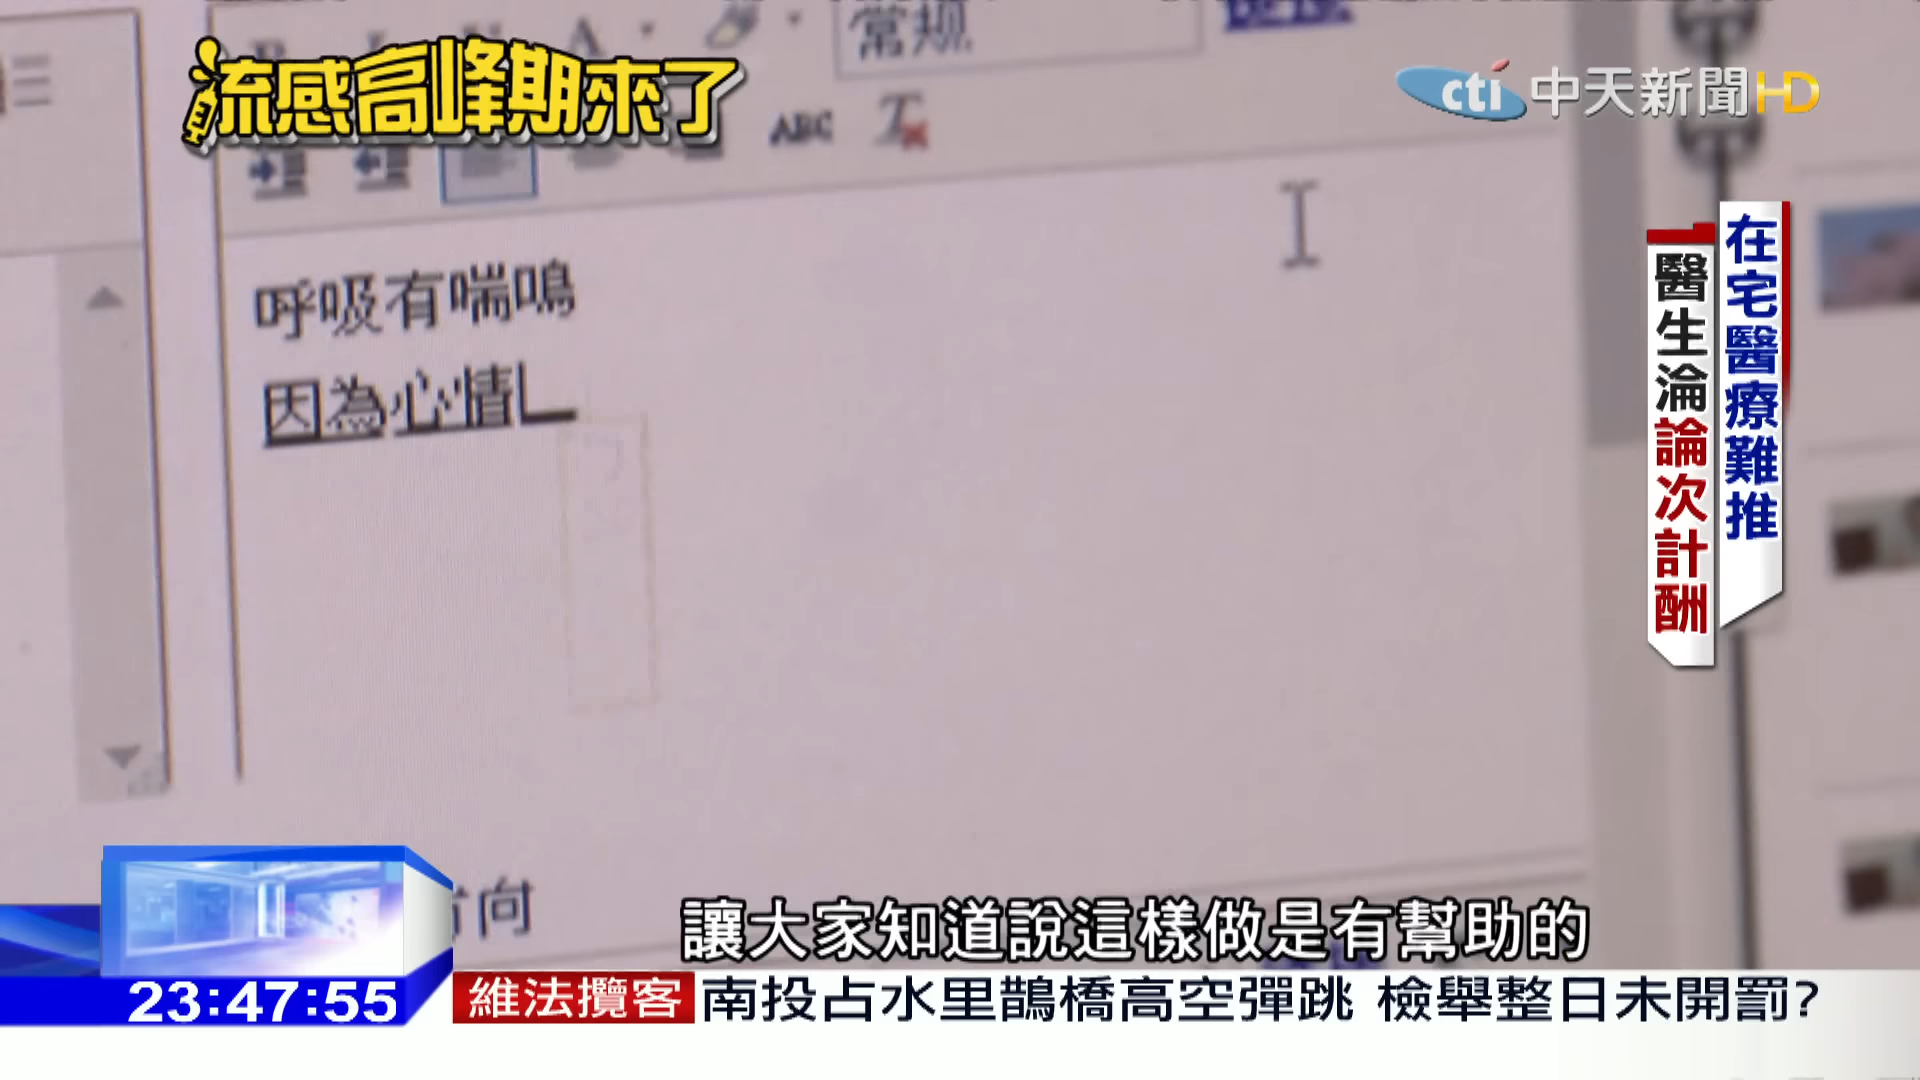 常规
流感高峰期來了
cti 中天新聞HD
ABC
呼吸有喘鳴
因為心情
在宅醫療難推
醫生淪論次計酬
方向
讓大家知道說這樣做是有幫助的
23:47:55
維法攬客 南投占水里鵲橋高空彈跳 檢舉整日未開罰?